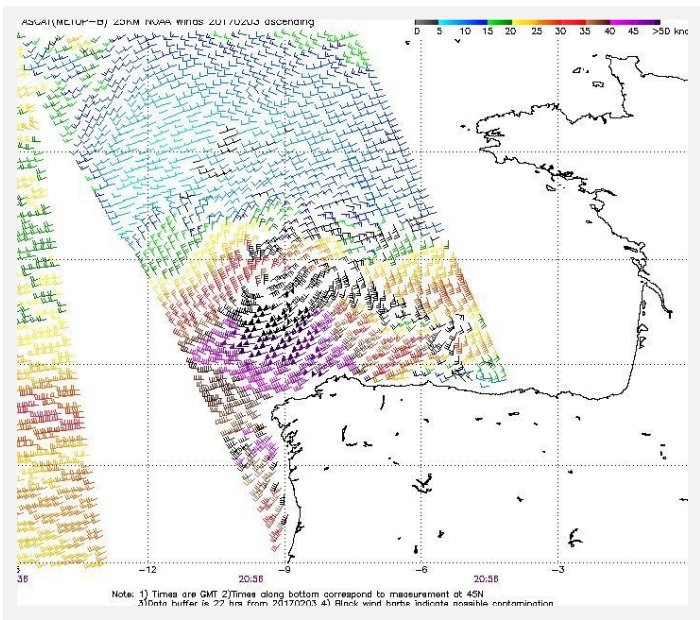 ASCAT(METOP-B) 25KM NOAA Winds 20170203 ascending
0 5 10 15 20 25 30 35 40 45 >50 knots
-12 -9 -6 -3
20:58 20:58
Note: 1) Times are GMT 2)Times along bottom correspond to measurement at 45N
3)Data buffer is 22 hrs from 20170203 4) Black wind barbs indicate possible contamination